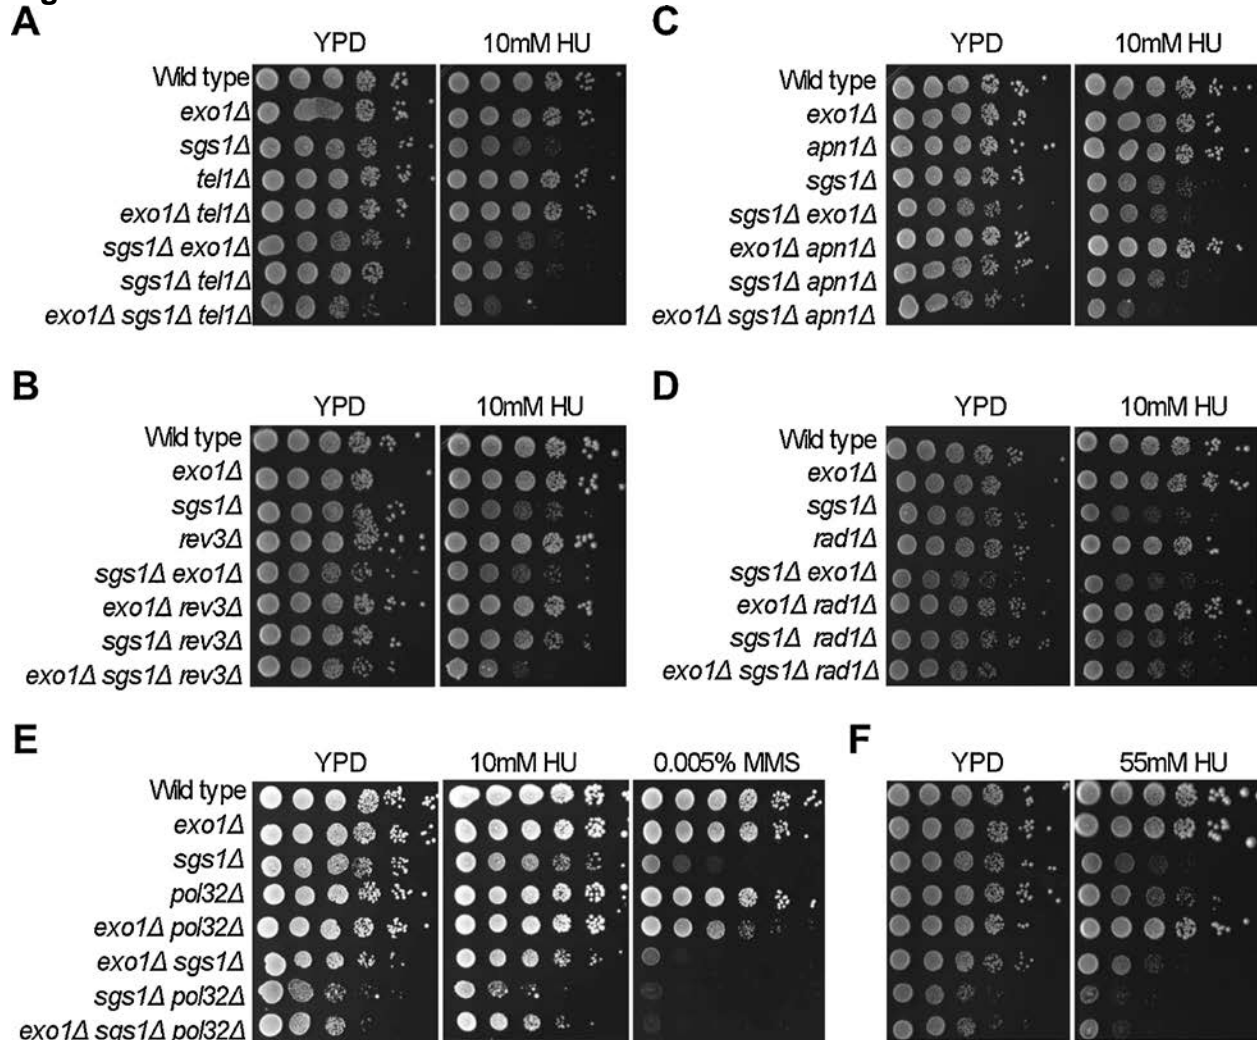 A
YPD 10mM HU
Wild type
exo1Δ
sgs1Δ
tel1Δ
exo1Δ tel1Δ
sgs1Δ exo1Δ
sgs1Δ tel1Δ
exo1Δ sgs1Δ tel1Δ
C
YPD 10mM HU
Wild type
exo1Δ
apn1Δ
sgs1Δ
sgs1Δ exo1Δ
exo1Δ apn1Δ
sgs1Δ apn1Δ
exo1Δ sgs1Δ apn1Δ
B
YPD 10mM HU
Wild type
exo1Δ
sgs1Δ
rev3Δ
sgs1Δ exo1Δ
exo1Δ rev3Δ
sgs1Δ rev3Δ
exo1Δ sgs1Δ rev3Δ
D
YPD 10mM HU
Wild type
exo1Δ
sgs1Δ
rad1Δ
sgs1Δ exo1Δ
exo1Δ rad1Δ
sgs1Δ rad1Δ
exo1Δ sgs1Δ rad1Δ
E
YPD 10mM HU 0.005% MMS
Wild type
exo1Δ
sgs1Δ
pol32Δ
exo1Δ pol32Δ
exo1Δ sgs1Δ
sgs1Δ pol32Δ
exo1Δ sgs1Δ pol32Δ
F
YPD 55mM HU